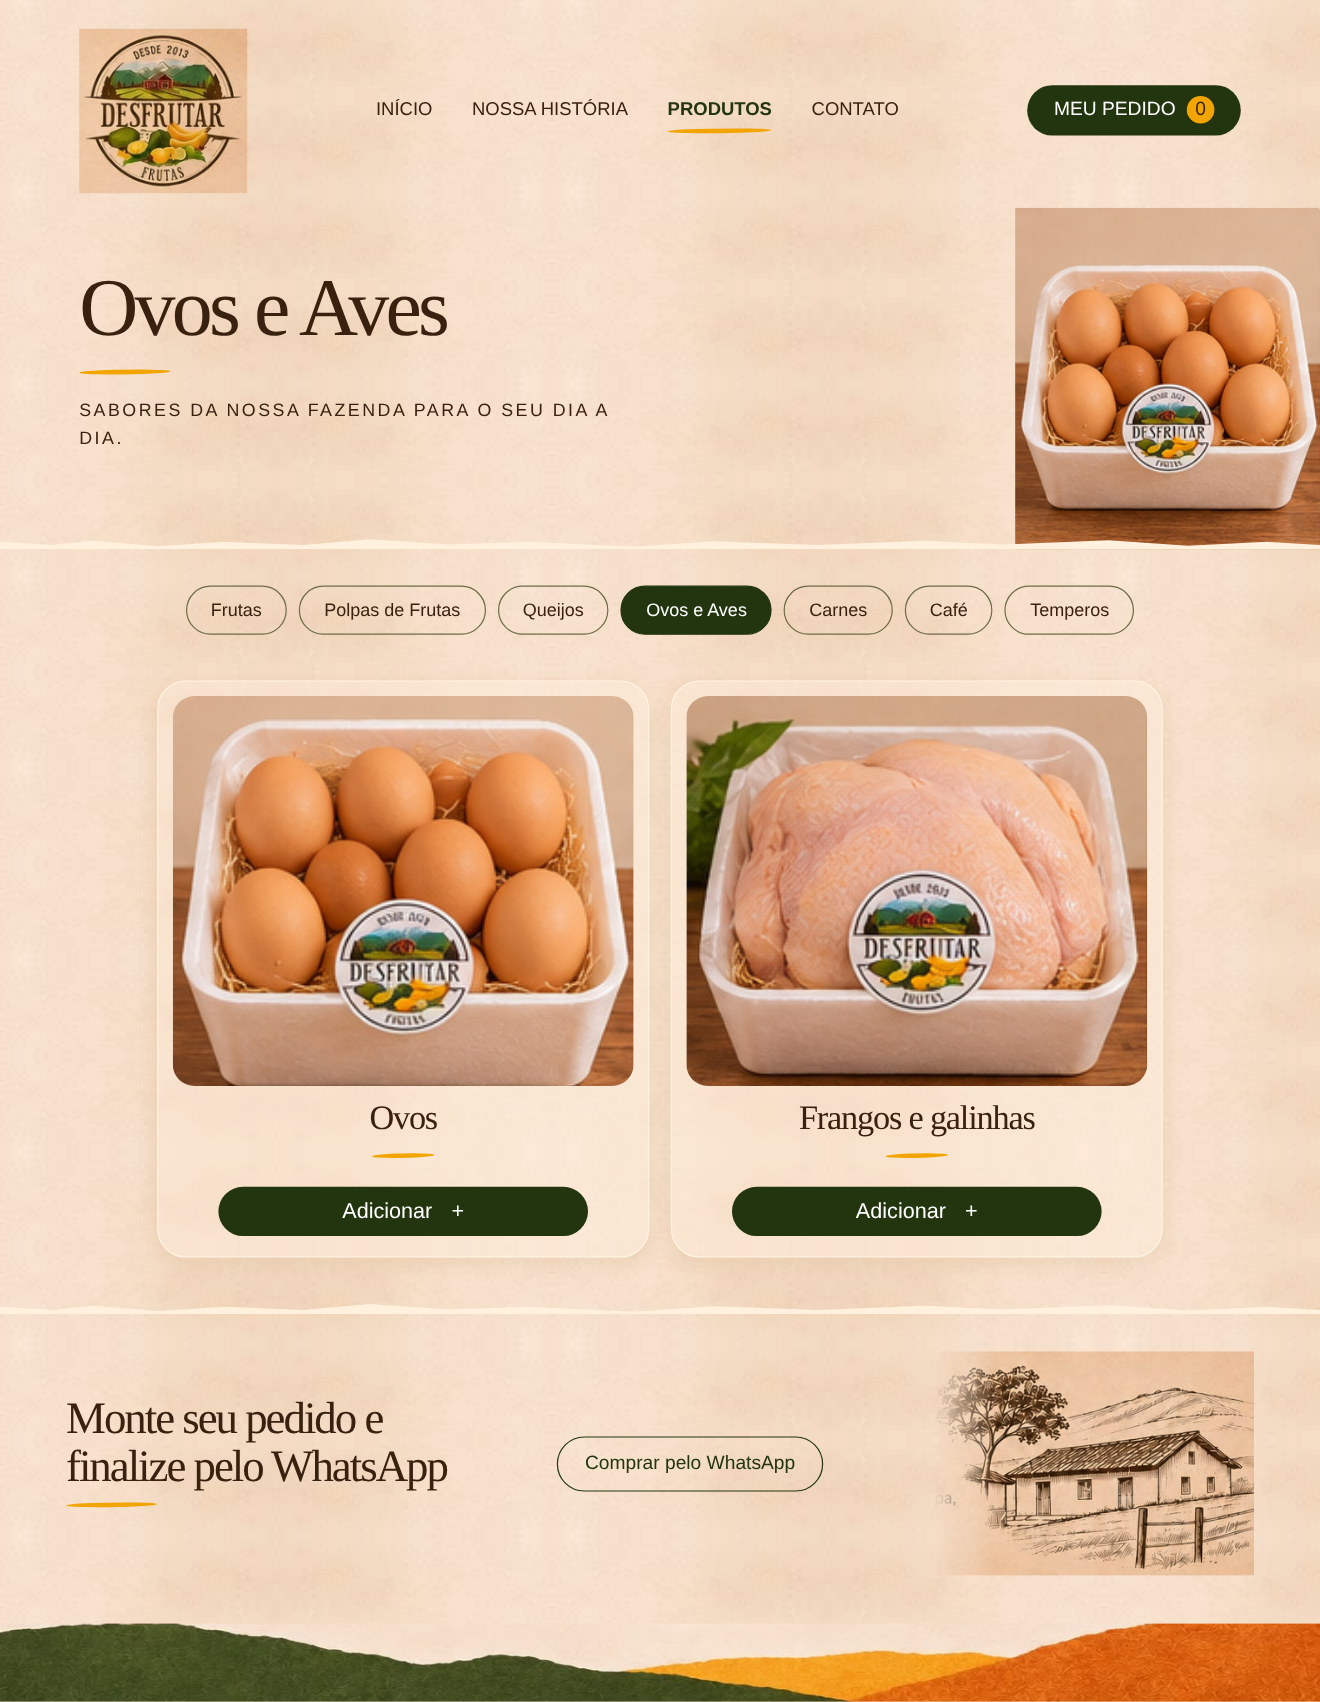 DESDE 2013
DESFRUTAR
FRUTAS
INÍCIO
NOSSA HISTÓRIA
PRODUTOS
CONTATO
MEU PEDIDO 0
Ovos e Aves
SABORES DA NOSSA FAZENDA PARA O SEU DIA A
DIA.
DESFRUTAR
Frutas
Polpas de Frutas
Queijos
Ovos e Aves
Carnes
Café
Temperos
DESFRUTAR
DESFRUTAR
Ovos
Frangos e galinhas
Adicionar +
Adicionar +
Monte seu pedido e
finalize pelo WhatsApp
Comprar pelo WhatsApp
pa,